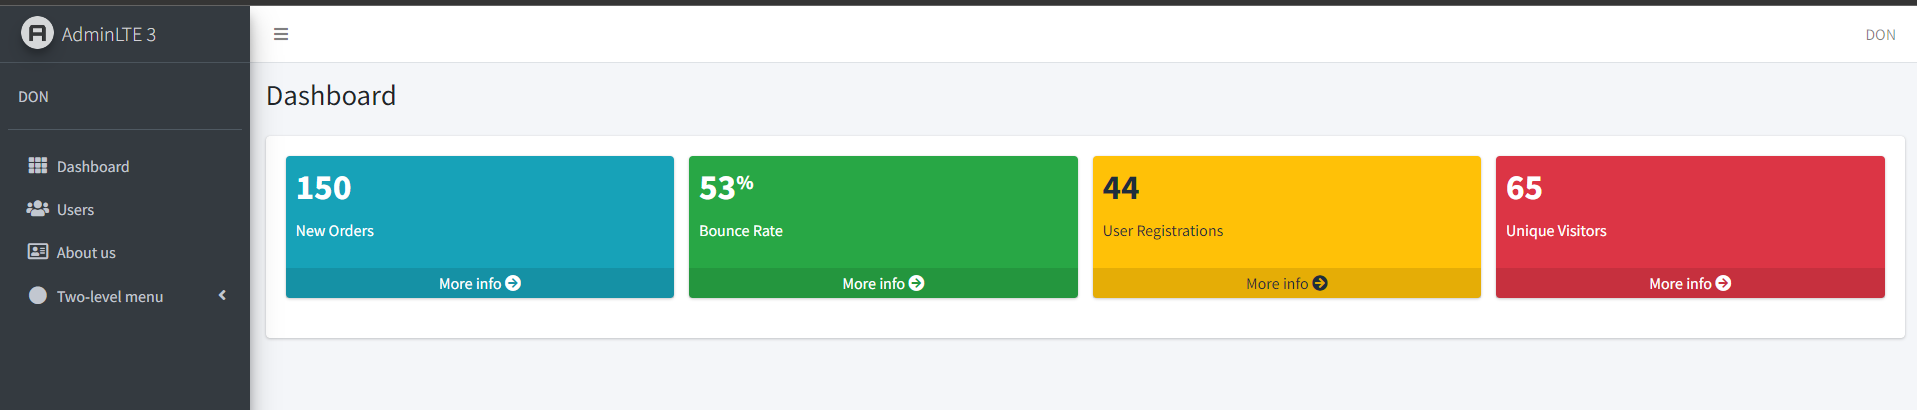 AdminLTE 3
DON
DON
Dashboard
Users
About us
Two-level menu
Dashboard
150
New Orders
More info
53%
Bounce Rate
More info
44
User Registrations
More info
65
Unique Visitors
More info